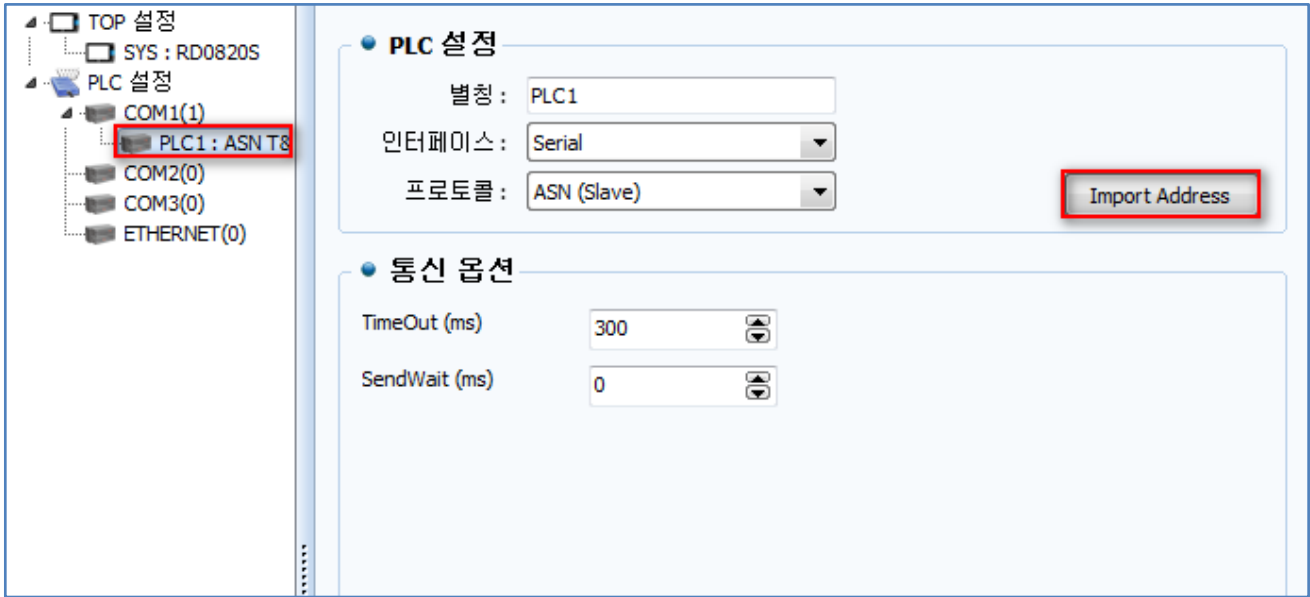 TOP 설정
SYS : RD0820S
PLC 설정
COM1(1)
PLC1 : ASN T&
COM2(0)
COM3(0)
ETHERNET(0)
PLC 설정
별칭 : PLC1
인터페이스 : Serial
프로토콜 : ASN (Slave)
Import Address
통신 옵션
TimeOut (ms) 300
SendWait (ms) 0